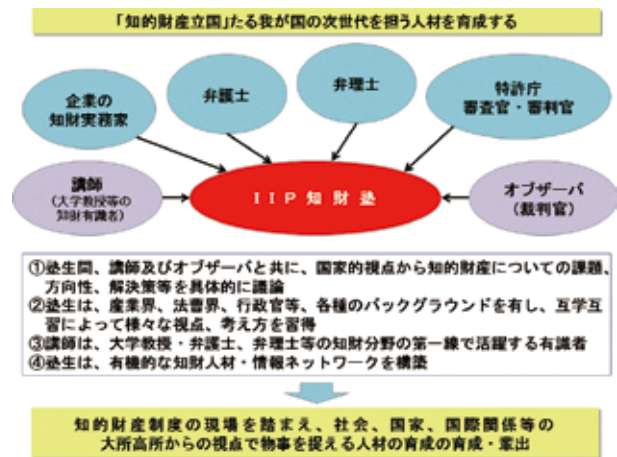 「知的財産立国」たる我が国の次世代を担う人材を育成する
企業の
知財実務家
弁護士
弁理士
特許庁
審査官・審判官
講師
(大学教授等の
知財有識者)
IIP知財塾
オブザーバ
(裁判官)
①塾生間、講師及びオブザーバと共に、国家的視点から知的財産についての課題、
方向性、解決策等を具体的に議論
②塾生は、産業界、法曹界、行政官等、各種のバックグラウンドを有し、互学互
習によって様々な視点、考え方を習得
③講師は、大学教授・弁護士、弁理士等の知財分野の第一線で活躍する有識者
④塾生は、有機的な知財人材・情報ネットワークを構築
知的財産制度の現場を踏まえ、社会、国家、国際関係等の
大所高所からの視点で物事を捉える人材の育成の育成・輩出